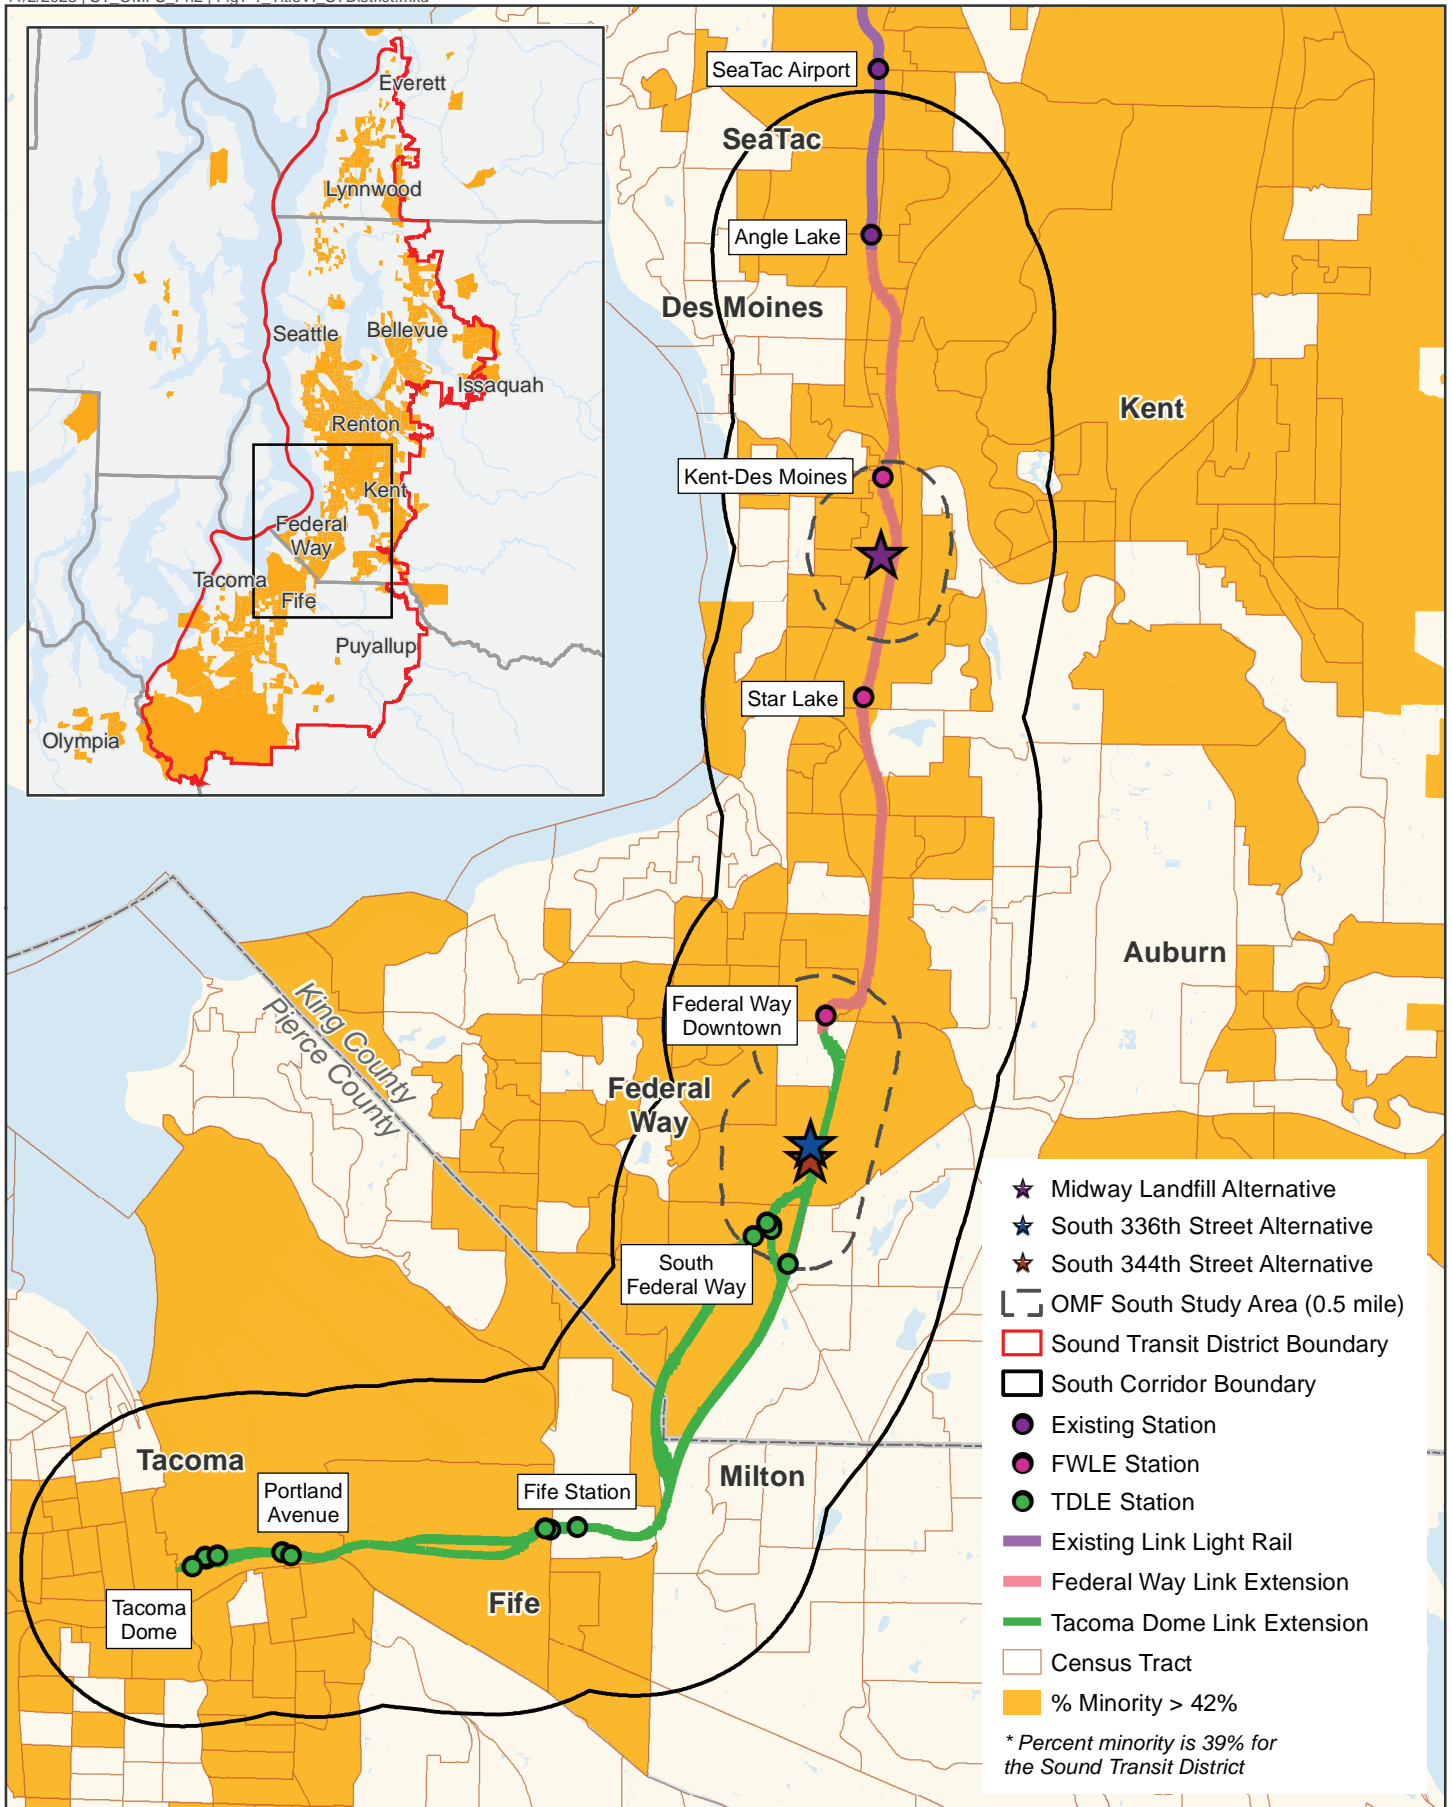 Everett
Lynnwood
Seattle
Bellevue
Issaquah
Renton
Kent
Federal
Way
Tacoma
Fife
Puyallup
Olympia
SeaTac Airport
SeaTac
Angle Lake
Des Moines
Kent
Kent-Des Moines
Star Lake
Auburn
King County
Pierce County
Federal Way
Downtown
Federal
Way
South
Federal Way
Tacoma
Portland
Avenue
Fife Station
Milton
Tacoma
Dome
Fife
Midway Landfill Alternative
South 336th Street Alternative
South 344th Street Alternative
OMF South Study Area (0.5 mile)
Sound Transit District Boundary
South Corridor Boundary
Existing Station
FWLE Station
TDLE Station
Existing Link Light Rail
Federal Way Link Extension
Tacoma Dome Link Extension
Census Tract
% Minority > 42%
* Percent minority is 39% for
the Sound Transit District